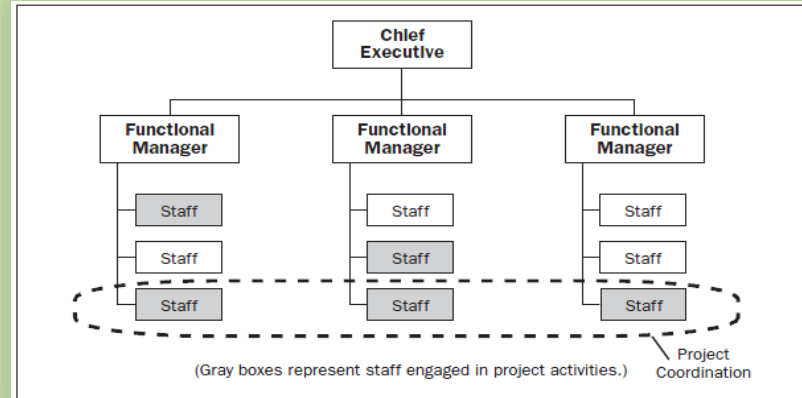 Chief
Executive
Functional
Manager
Functional
Manager
Functional
Manager
Staff
Staff
Staff
Staff
Staff
Staff
Staff
Staff
Staff
(Gray boxes represent staff engaged in project activities.)
Project
Coordination